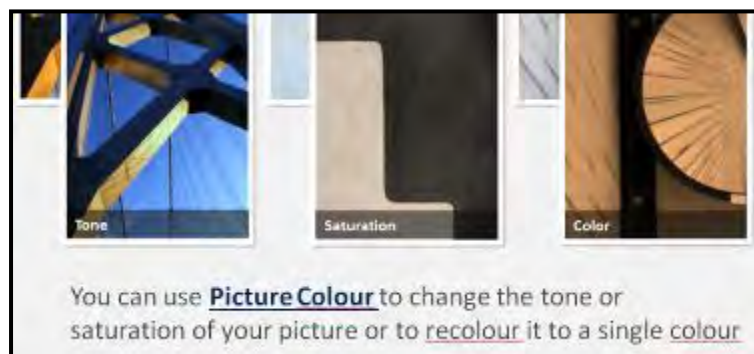 Tone
Saturation
Color
You can use Picture Colour to change the tone or
saturation of your picture or to recolour it to a single colour